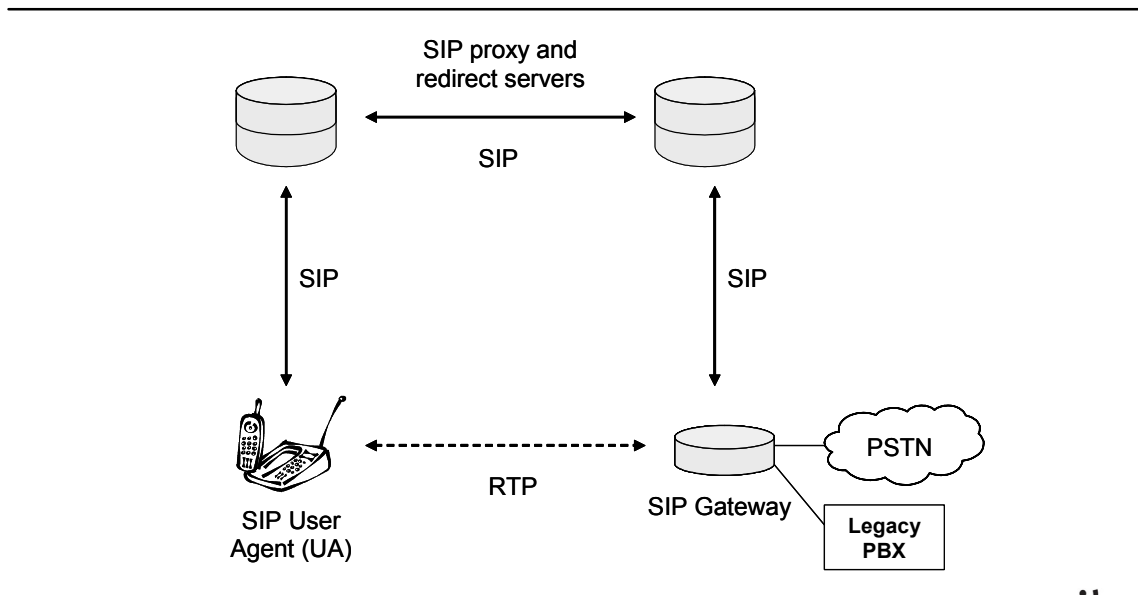 SIP proxy and
redirect servers
SIP
SIP
SIP
RTP
SIP User
Agent (UA)
SIP Gateway
PSTN
Legacy
PBX